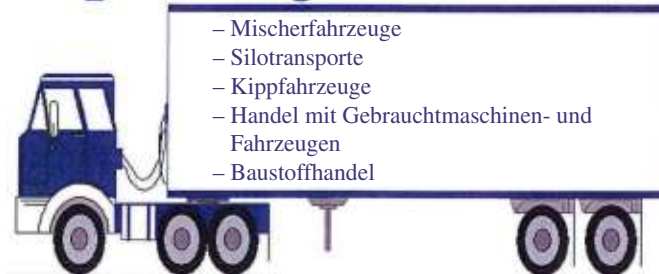 – Mischerfahrzeuge
– Silotransporte
– Kippfahrzeuge
– Handel mit Gebrauchtmaschinen- und
Fahrzeugen
– Baustoffhandel